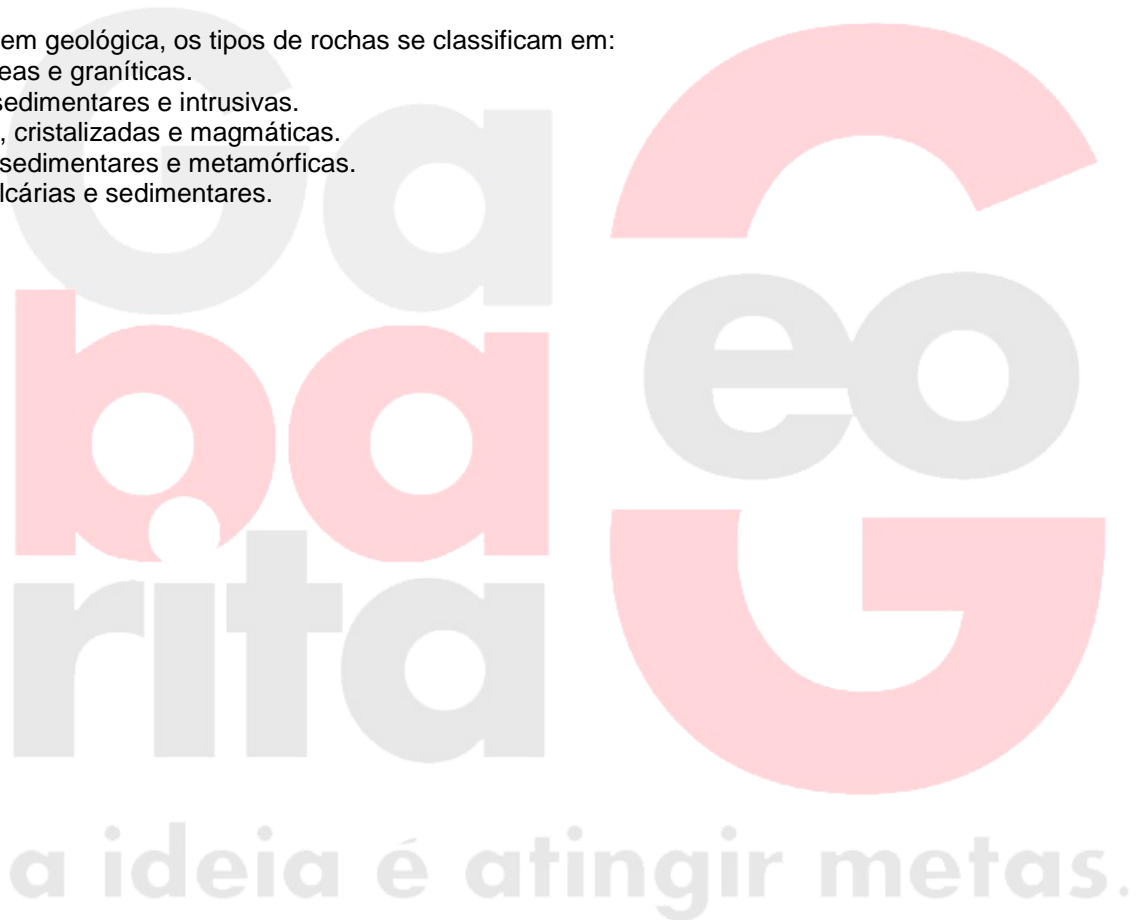 em geológica, os tipos de rochas se classificam em:
eas e graníticas.
sedimentares e intrusivas.
, cristalizadas e magmáticas.
sedimentares e metamórficas.
lcárias e sedimentares.
Ga
ba
rita
Geo
G
a ideia é atingir metas.